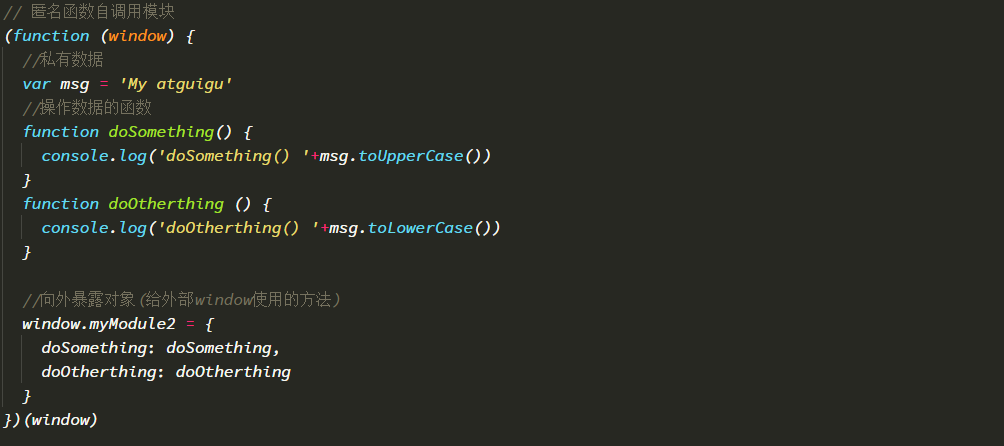 // 匿名函数自调用模块
(function (window) {
  //私有数据
  var msg = 'My atguigu'
  //操作数据的函数
  function doSomething() {
    console.log('doSomething() '+msg.toUpperCase())
  }
  function doOtherthing () {
    console.log('doOtherthing() '+msg.toLowerCase())
  }

  //向外暴露对象(给外部window使用的方法)
  window.myModule2 = {
    doSomething: doSomething,
    doOtherthing: doOtherthing
  }
})(window)